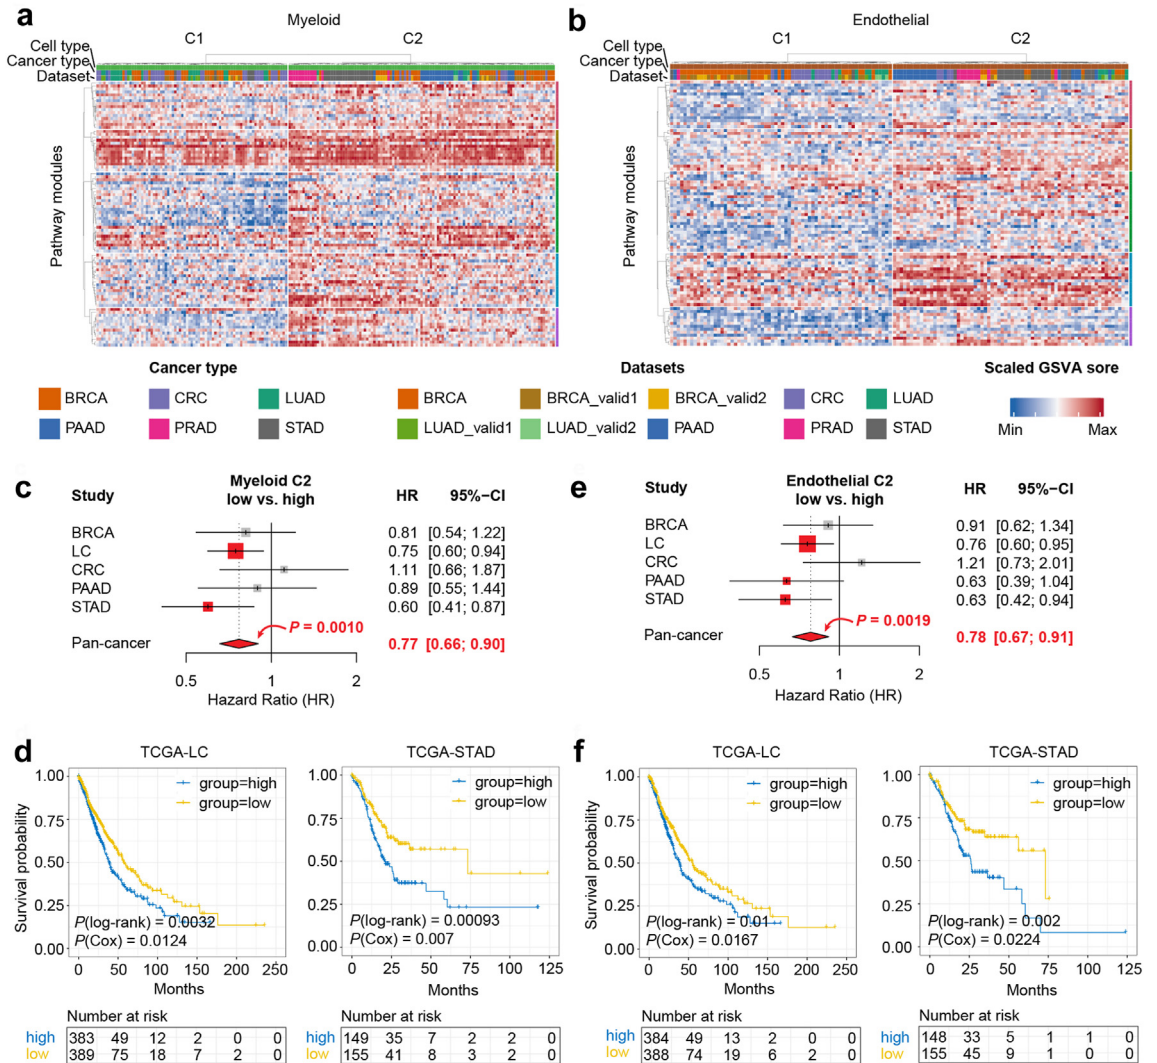 a
Myeloid
C1 C2
Cell type
Cancer type
Dataset
Pathway modules
b
Endothelial
C1 C2
Cell type
Cancer type
Dataset
Pathway modules
Cancer type
BRCA CRC LUAD
PAAD PRAD STAD
Datasets
BRCA BRCA_valid1 BRCA_valid2 CRC LUAD
LUAD_valid1 LUAD_valid2 PAAD PRAD STAD
Scaled GSVA sore
Min Max
c
Study Myeloid C2 low vs. high HR 95%-CI
BRCA 0.81 [0.54; 1.22]
LC 0.75 [0.60; 0.94]
CRC 1.11 [0.66; 1.87]
PAAD 0.89 [0.55; 1.44]
STAD 0.60 [0.41; 0.87]
P = 0.0010
Pan-cancer 0.77 [0.66; 0.90]
0.5 1 2
Hazard Ratio (HR)
e
Study Endothelial C2 low vs. high HR 95%-CI
BRCA 0.91 [0.62; 1.34]
LC 0.76 [0.60; 0.95]
CRC 1.21 [0.73; 2.01]
PAAD 0.63 [0.39; 1.04]
STAD 0.63 [0.42; 0.94]
P = 0.0019
Pan-cancer 0.78 [0.67; 0.91]
0.5 1 2
Hazard Ratio (HR)
d
TCGA-LC
Survival probability
1.00
0.75
0.50
0.25
0.00
group=high
group=low
P(log-rank) = 0.0032
P(Cox) = 0.0124
0 50 100 150 200 250
Months
Number at risk
high 383 49 12 2 0 0
low 389 75 18 7 2 0
TCGA-STAD
1.00
0.75
0.50
0.25
0.00
group=high
group=low
P(log-rank) = 0.00093
P(Cox) = 0.007
0 25 50 75 100 125
Months
Number at risk
high 149 35 7 2 2 0
low 155 41 8 3 2 0
f
TCGA-LC
Survival probability
1.00
0.75
0.50
0.25
0.00
group=high
group=low
P(log-rank) = 0.01
P(Cox) = 0.0167
0 50 100 150 200 250
Months
Number at risk
high 384 49 13 2 0 0
low 388 74 19 6 2 0
TCGA-STAD
1.00
0.75
0.50
0.25
0.00
group=high
group=low
P(log-rank) = 0.002
P(Cox) = 0.0224
0 25 50 75 100 125
Months
Number at risk
high 148 33 5 1 1 0
low 155 45 8 1 0 0